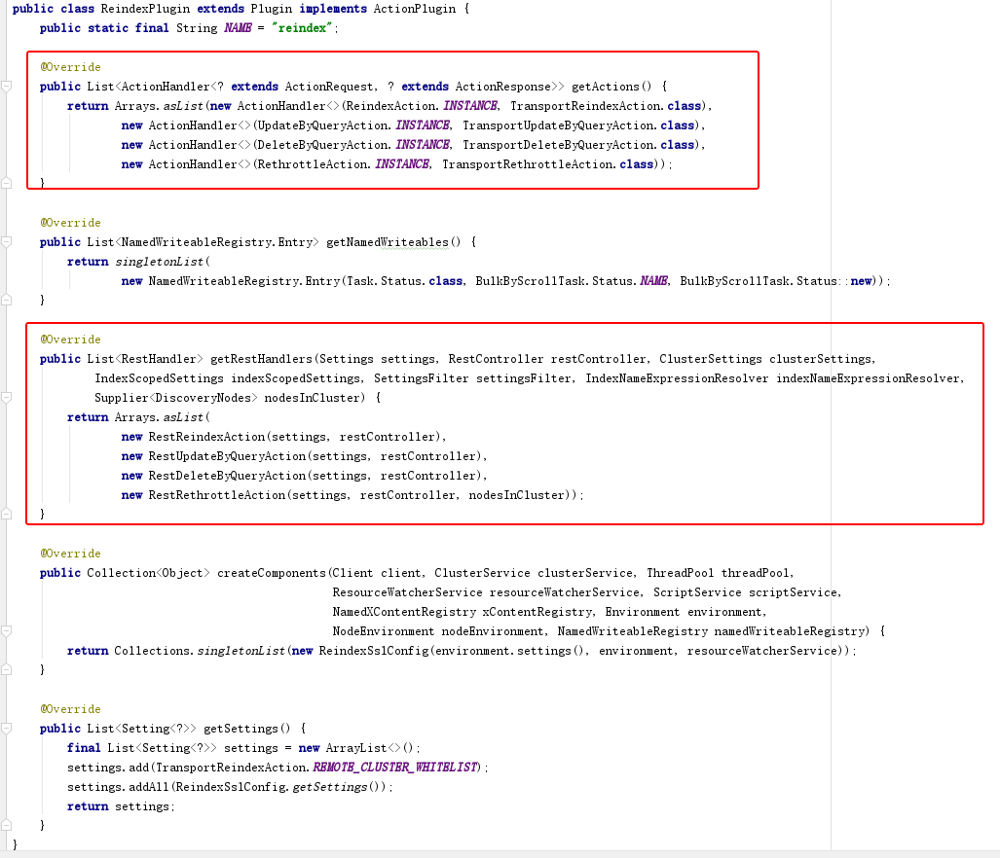 public class ReindexPlugin extends Plugin implements ActionPlugin {
    public static final String NAME = "reindex";

    @Override
    public List<ActionHandler<? extends ActionRequest, ? extends ActionResponse>> getActions() {
        return Arrays.asList(new ActionHandler<>(ReindexAction.INSTANCE, TransportReindexAction.class),
                new ActionHandler<>(UpdateByQueryAction.INSTANCE, TransportUpdateByQueryAction.class),
                new ActionHandler<>(DeleteByQueryAction.INSTANCE, TransportDeleteByQueryAction.class),
                new ActionHandler<>(RethrottleAction.INSTANCE, TransportRethrottleAction.class));
    }

    @Override
    public List<NamedWriteableRegistry.Entry> getNamedWriteables() {
        return singletonList(
                new NamedWriteableRegistry.Entry(Task.Status.class, BulkByScrollTask.Status.NAME, BulkByScrollTask.Status::new));
    }

    @Override
    public List<RestHandler> getRestHandlers(Settings settings, RestController restController, ClusterSettings clusterSettings,
            IndexScopedSettings indexScopedSettings, SettingsFilter settingsFilter, IndexNameExpressionResolver indexNameExpressionResolver,
            Supplier<DiscoveryNodes> nodesInCluster) {
        return Arrays.asList(
                new RestReindexAction(settings, restController),
                new RestUpdateByQueryAction(settings, restController),
                new RestDeleteByQueryAction(settings, restController),
                new RestRethrottleAction(settings, restController, nodesInCluster));
    }

    @Override
    public Collection<Object> createComponents(Client client, ClusterService clusterService, ThreadPool threadPool,
                                               ResourceWatcherService resourceWatcherService, ScriptService scriptService,
                                               NamedXContentRegistry xContentRegistry, Environment environment,
                                               NodeEnvironment nodeEnvironment, NamedWriteableRegistry namedWriteableRegistry) {
        return Collections.singletonList(new ReindexSslConfig(environment.settings(), environment, resourceWatcherService));
    }

    @Override
    public List<Setting<?>> getSettings() {
        final List<Setting<?>> settings = new ArrayList<>();
        settings.add(TransportReindexAction.REMOTE_CLUSTER_WHITELIST);
        settings.addAll(ReindexSslConfig.getSettings());
        return settings;
    }
}